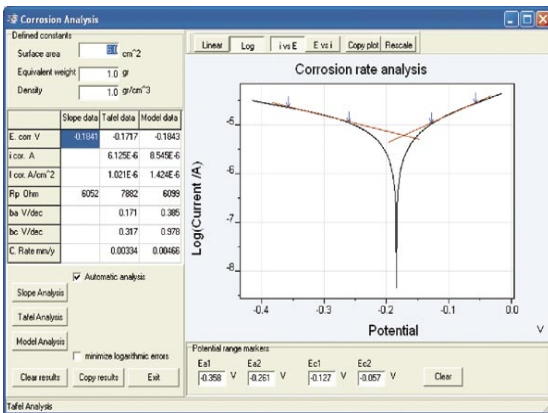 Corrosion Analysis
Defined constants
Surface area cm^2
Equivalent weight 1.0 gr
Density 1.0 gr/cm^3
Slope data Tafel data Model data
E. corr V -0.1841 -0.1717 -0.1843
i cor. A 6.125E-6 8.545E-6
I cor. A/cm^2 1.021E-6 1.424E-6
Rp Ohm 6052 7882 6099
ba V/dec 0.171 0.385
bc V/dec 0.317 0.978
C. Rate mm/y 0.00334 0.00466
Automatic analysis
Slope Analysis
Tafel Analysis
Model Analysis
minimize logarithmic errors
Clear results Copy results Exit
Linear Log i vs E E vs i Copy plot Rescale
Corrosion rate analysis
Log(Current /A)
-5
-6
-7
-8
-0.4 -0.3 -0.2 -0.1 0.0
Potential V
Potential range markers
Ea1 Ea2 Ec1 Ec2
-0.358 V -0.261 V -0.127 V -0.057 V Clear
Tafel Analysis